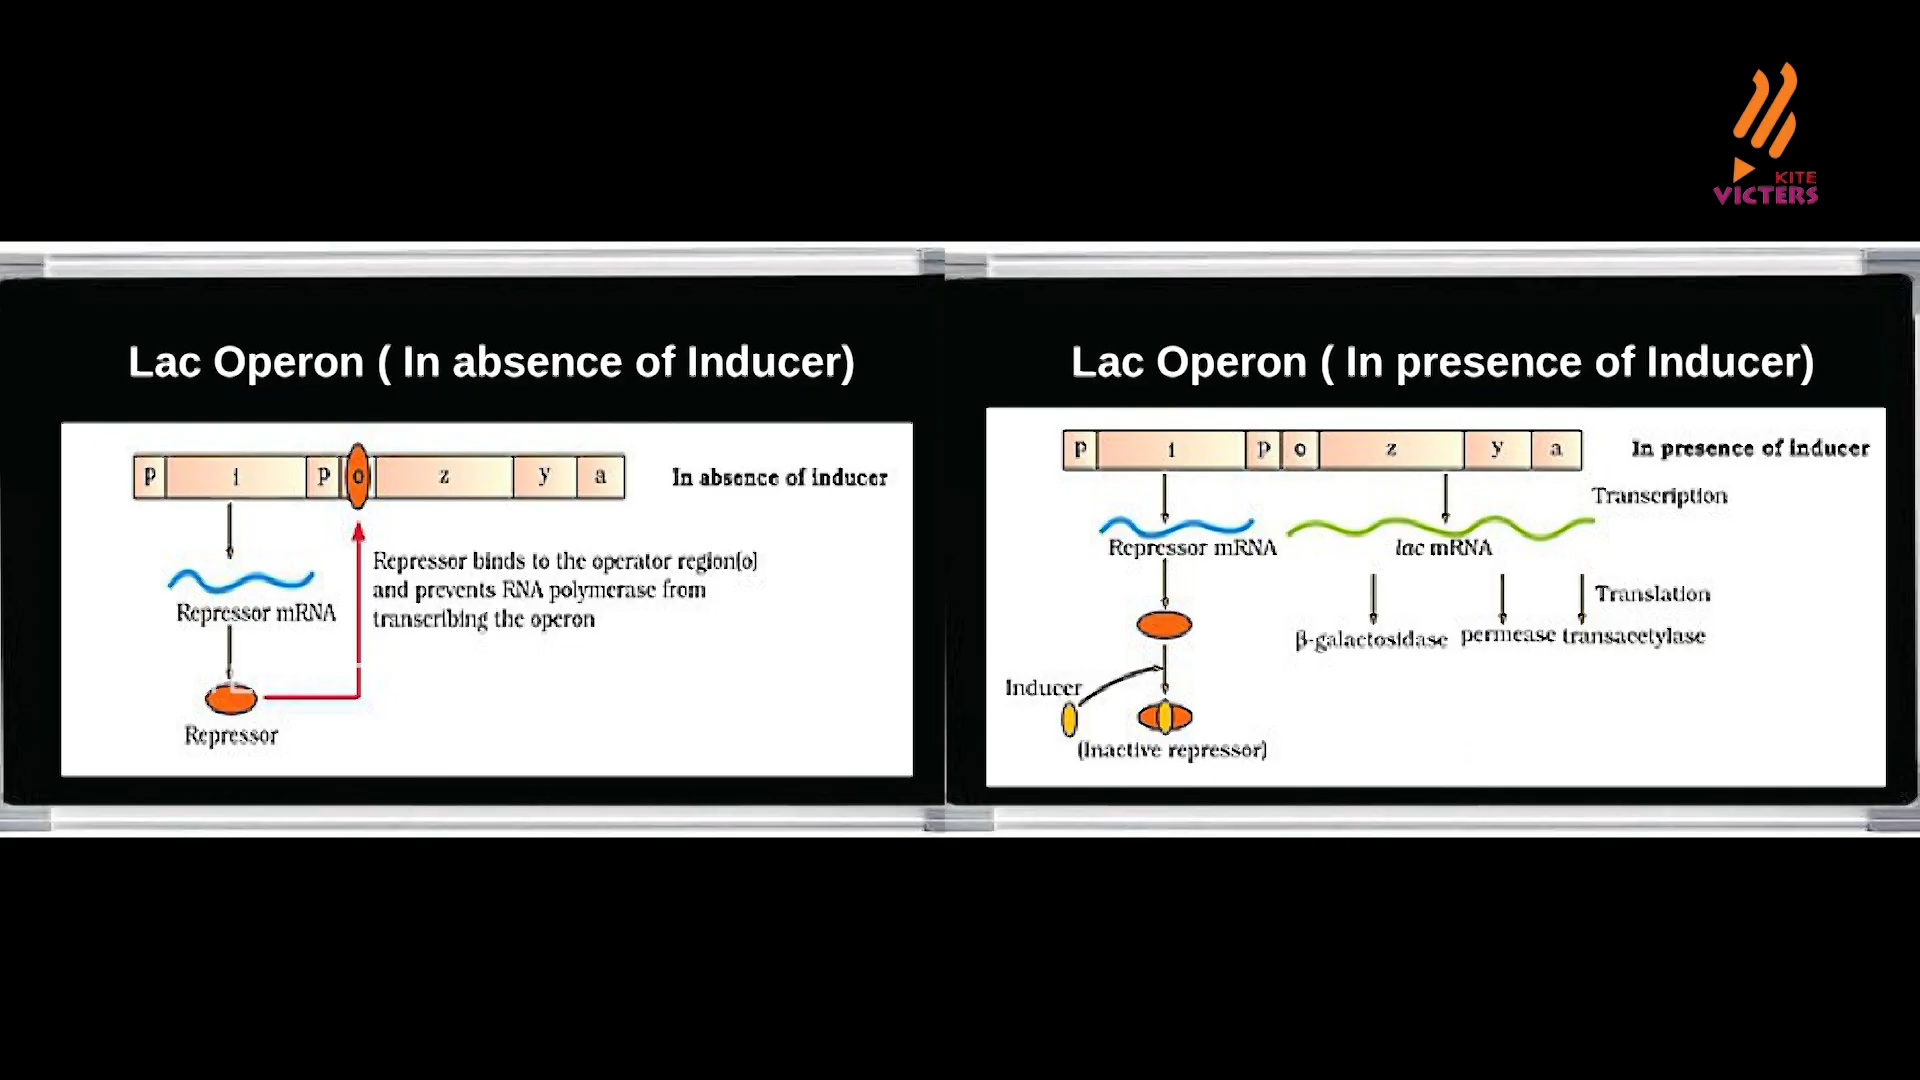 KITE
VICTERS
Lac Operon ( In absence of Inducer)
p i p o z y a
In absence of inducer
Repressor binds to the operator region(o)
and prevents RNA polymerase from
transcribing the operon
Repressor mRNA
Repressor
Lac Operon ( In presence of Inducer)
p i p o z y a
In presence of inducer
Transcription
Repressor mRNA
lac mRNA
Translation
β-galactosidase permease transacetylase
Inducer
(Inactive repressor)